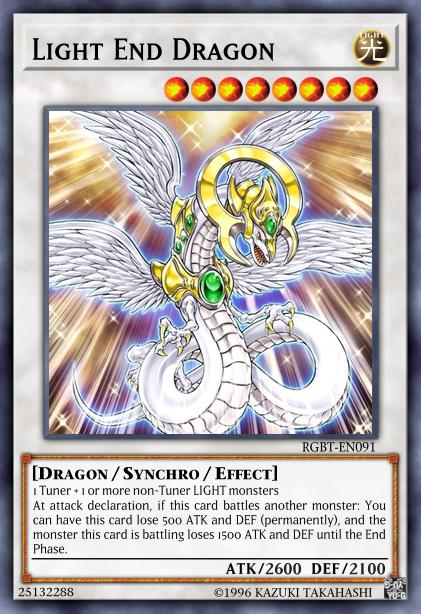 LIGHT END DRAGON
LIGHT
光
RGBT-EN091
[DRAGON / SYNCHRO / EFFECT]
1 Tuner + 1 or more non-Tuner LIGHT monsters
At attack declaration, if this card battles another monster: You
can have this card lose 500 ATK and DEF (permanently), and the
monster this card is battling loses 1500 ATK and DEF until the End
Phase.
ATK/2600 DEF/2100
25132288
©1996 KAZUKI TAKAHASHI